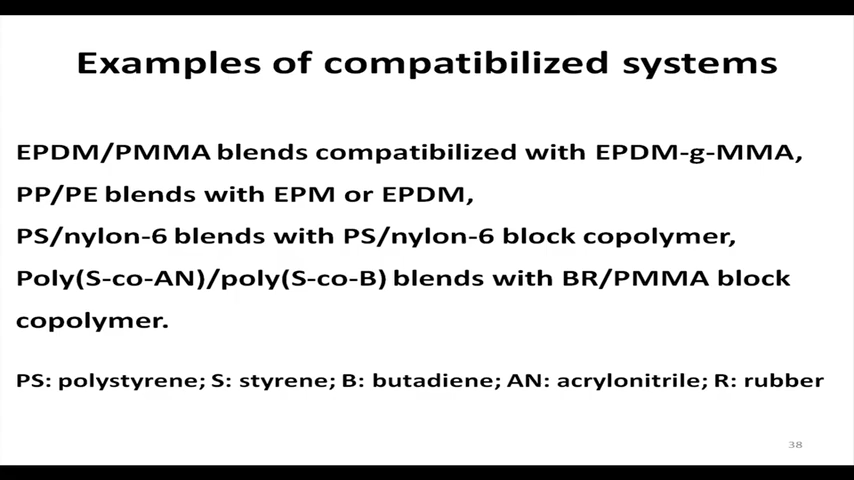 Examples of compatibilized systems
EPDM/PMMA blends compatibilized with EPDM-g-MMA,
PP/PE blends with EPM or EPDM,
PS/nylon-6 blends with PS/nylon-6 block copolymer,
Poly(S-co-AN)/poly(S-co-B) blends with BR/PMMA block
copolymer.
PS: polystyrene; S: styrene; B: butadiene; AN: acrylonitrile; R: rubber
38